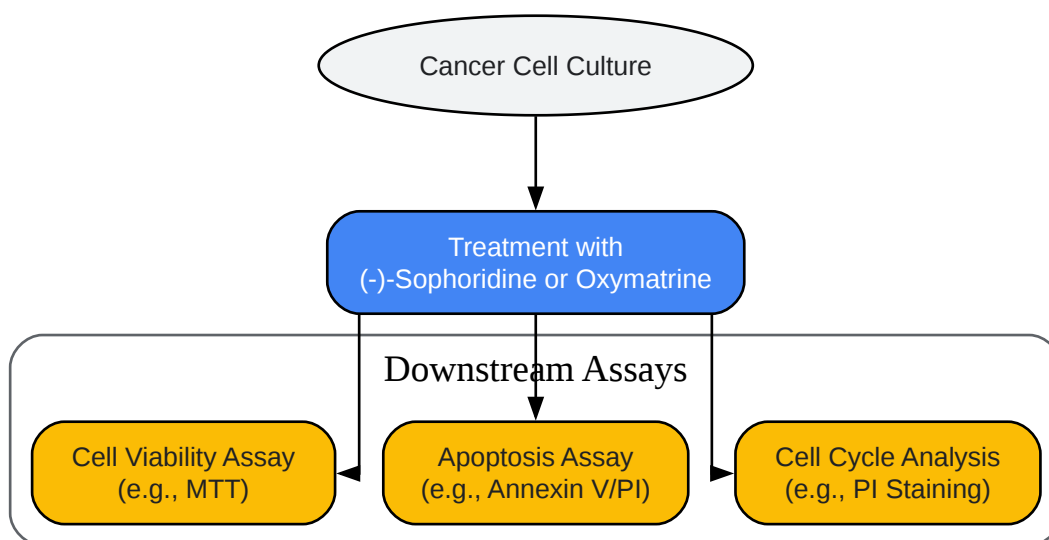 Cancer Cell Culture
Treatment with
(-)-Sophoridine or Oxymatrine
Downstream Assays
Cell Viability Assay
(e.g., MTT)
Apoptosis Assay
(e.g., Annexin V/PI)
Cell Cycle Analysis
(e.g., PI Staining)